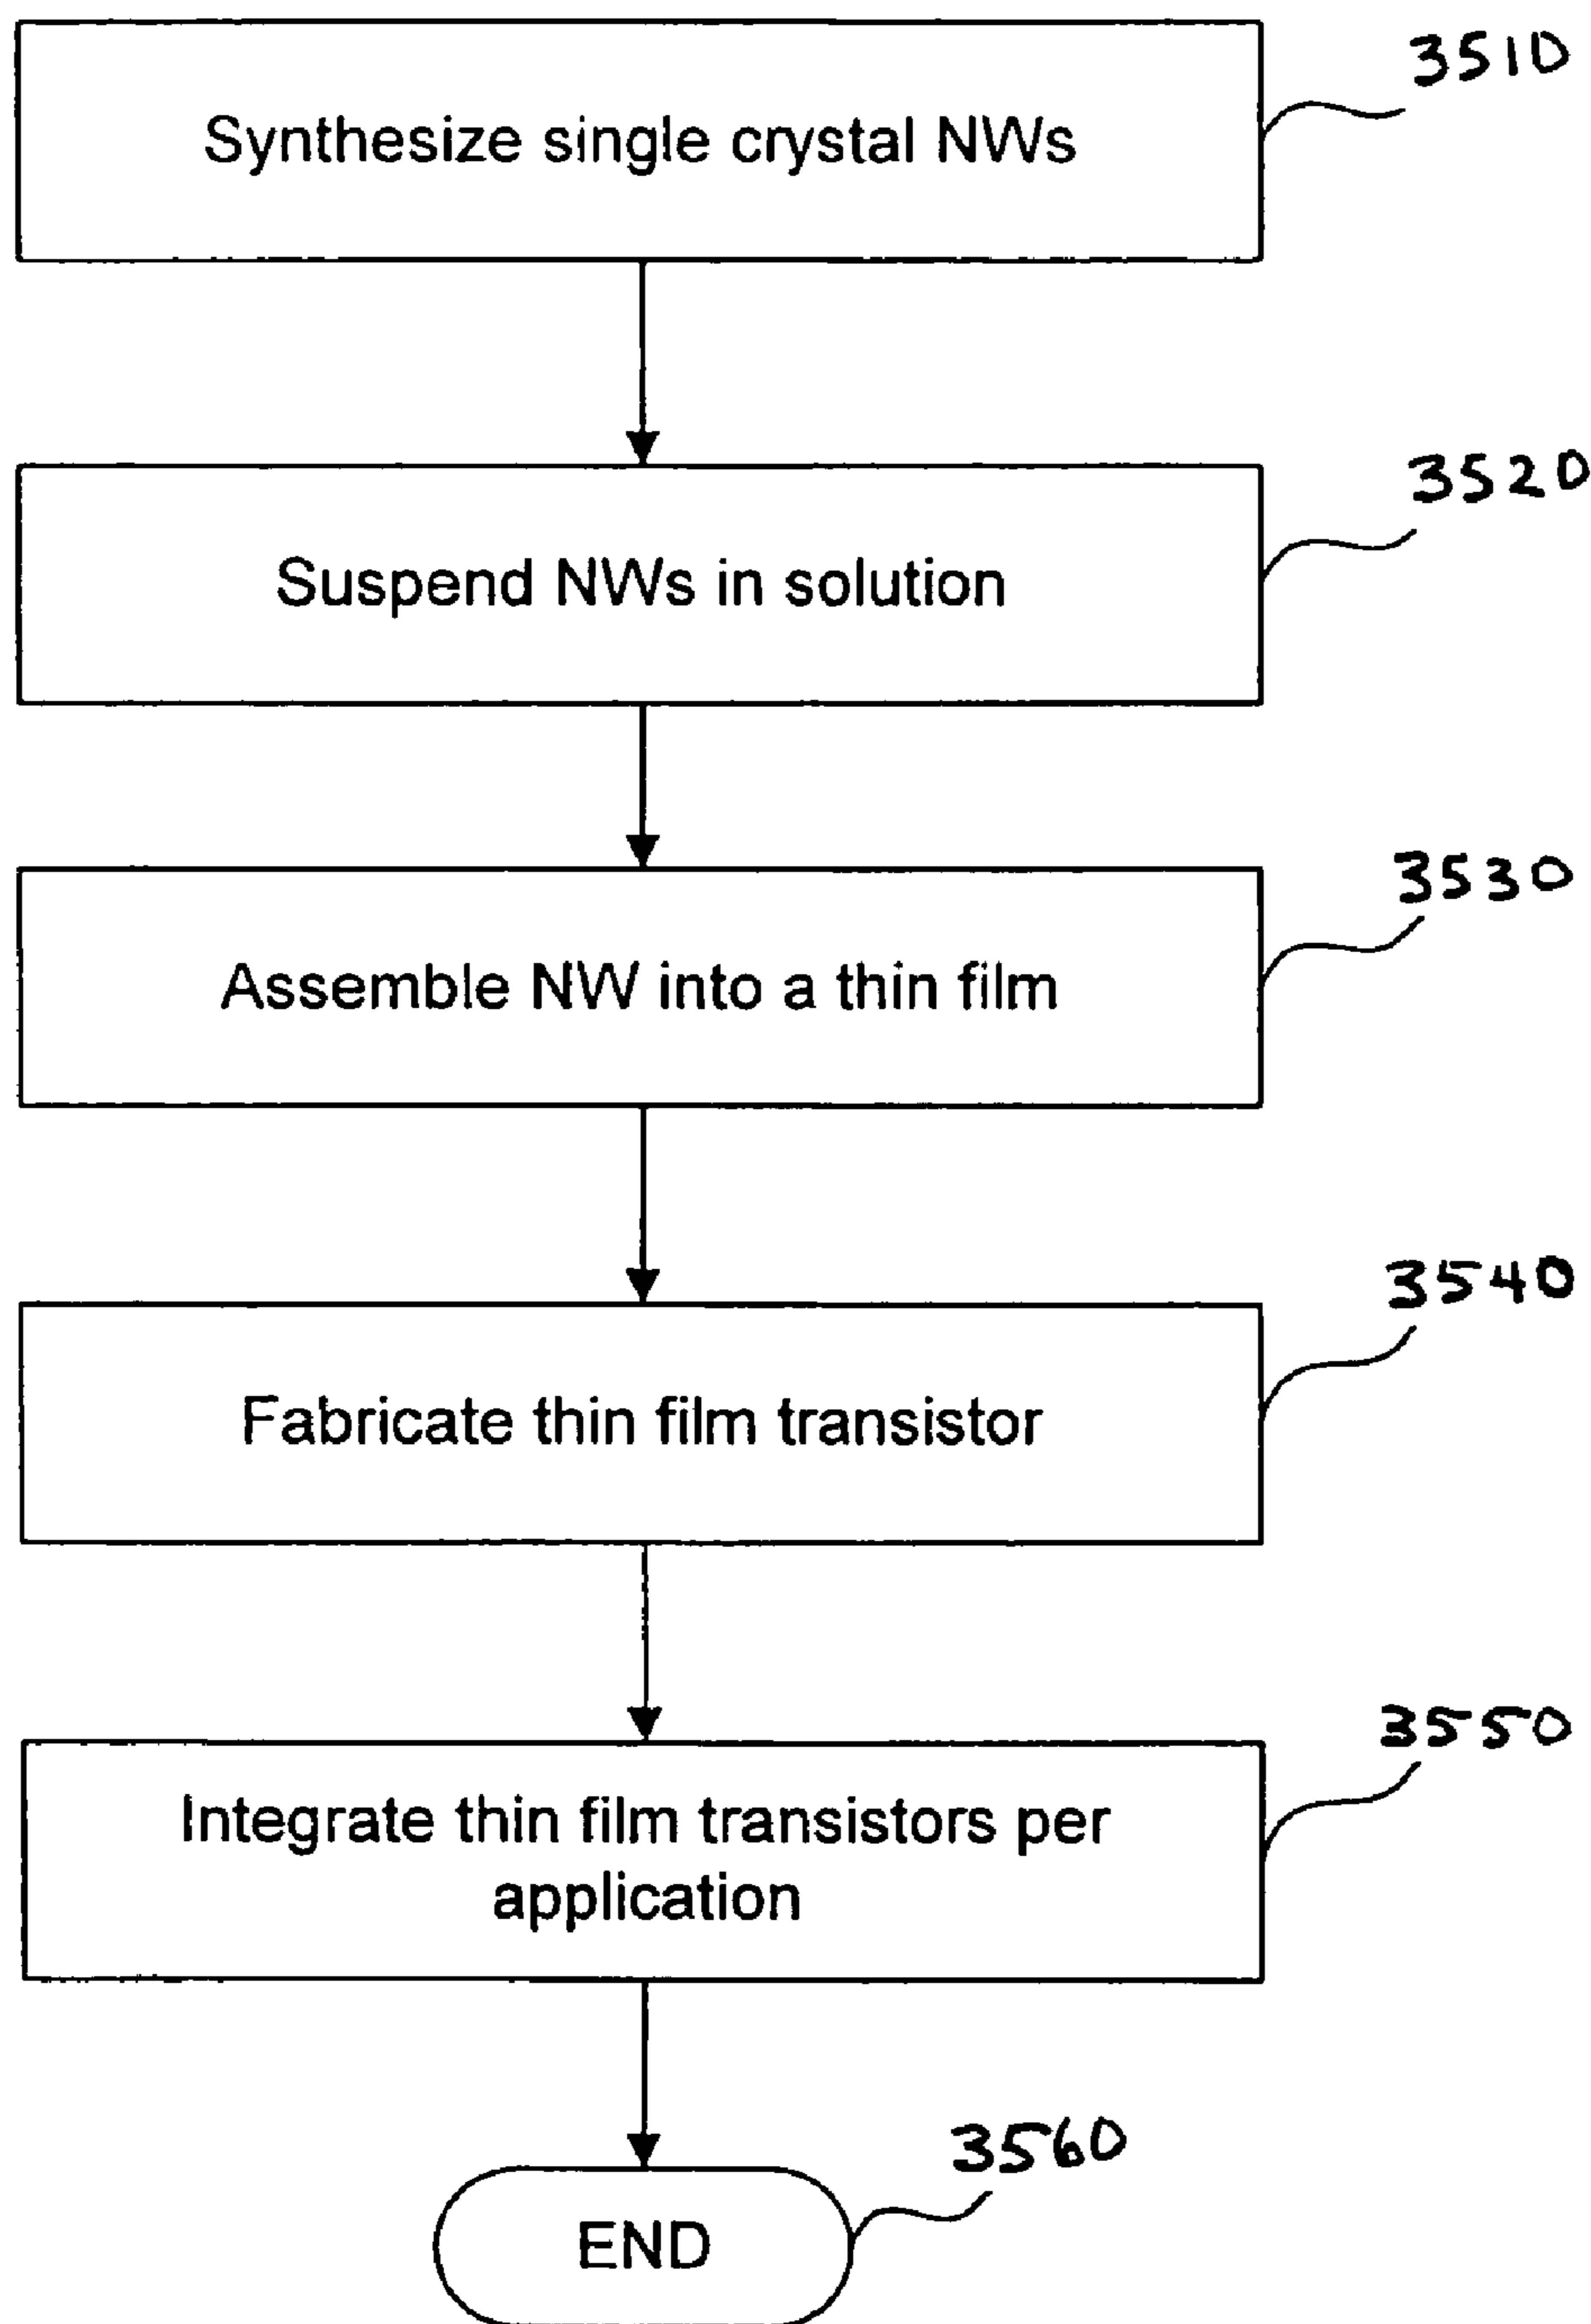 3510
Synthesize single crystal NWs
3520
Suspend NWs in solution
3530
Assemble NW into a thin film
3540
Fabricate thin film transistor
3550
Integrate thin film transistors per
application
3560
END